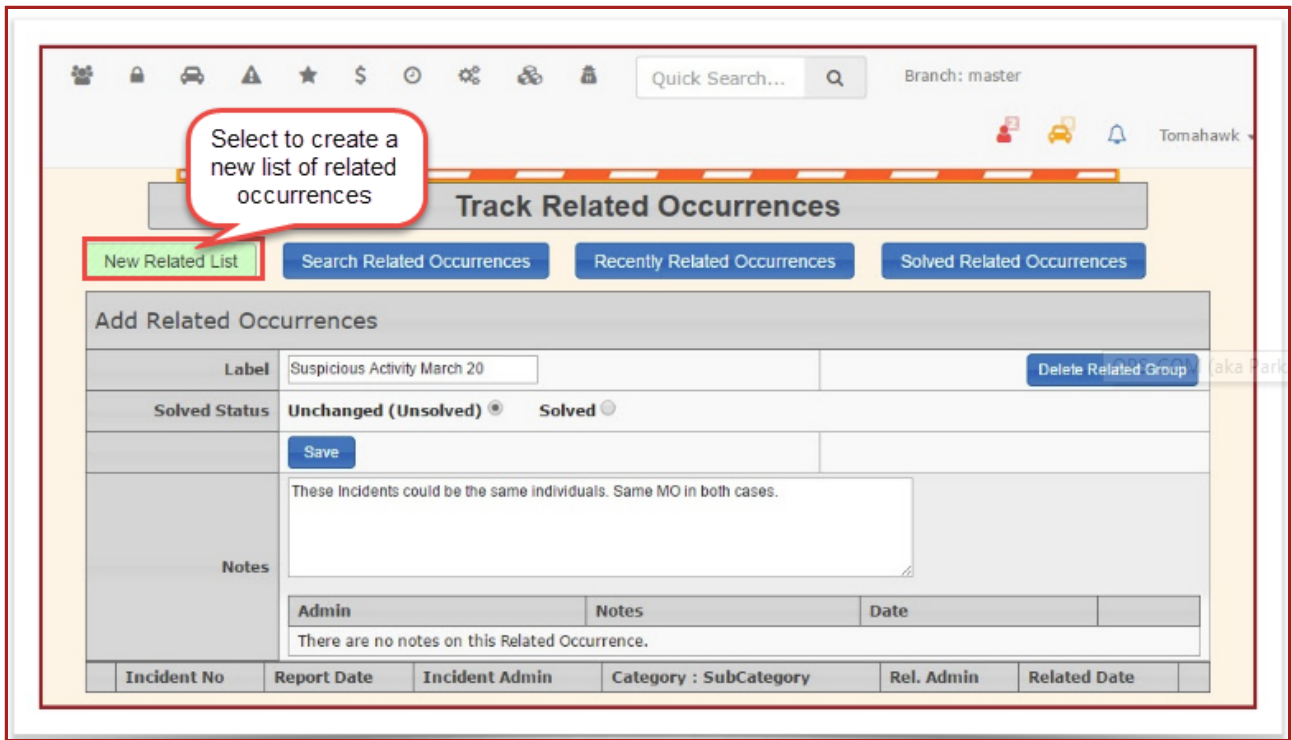 Quick Search...
Branch: master
2
Tomahawk
Select to create a
new list of related
occurrences
Track Related Occurrences
New Related List
Search Related Occurrences
Recently Related Occurrences
Solved Related Occurrences
Add Related Occurrences
Label
Suspicious Activity March 20
Delete Related Group
(aka Park
Solved Status
Unchanged (Unsolved)
Solved
Save
Notes
These Incidents could be the same individuals. Same MO in both cases.
Admin
Notes
Date
There are no notes on this Related Occurrence.
Incident No
Report Date
Incident Admin
Category : SubCategory
Rel. Admin
Related Date